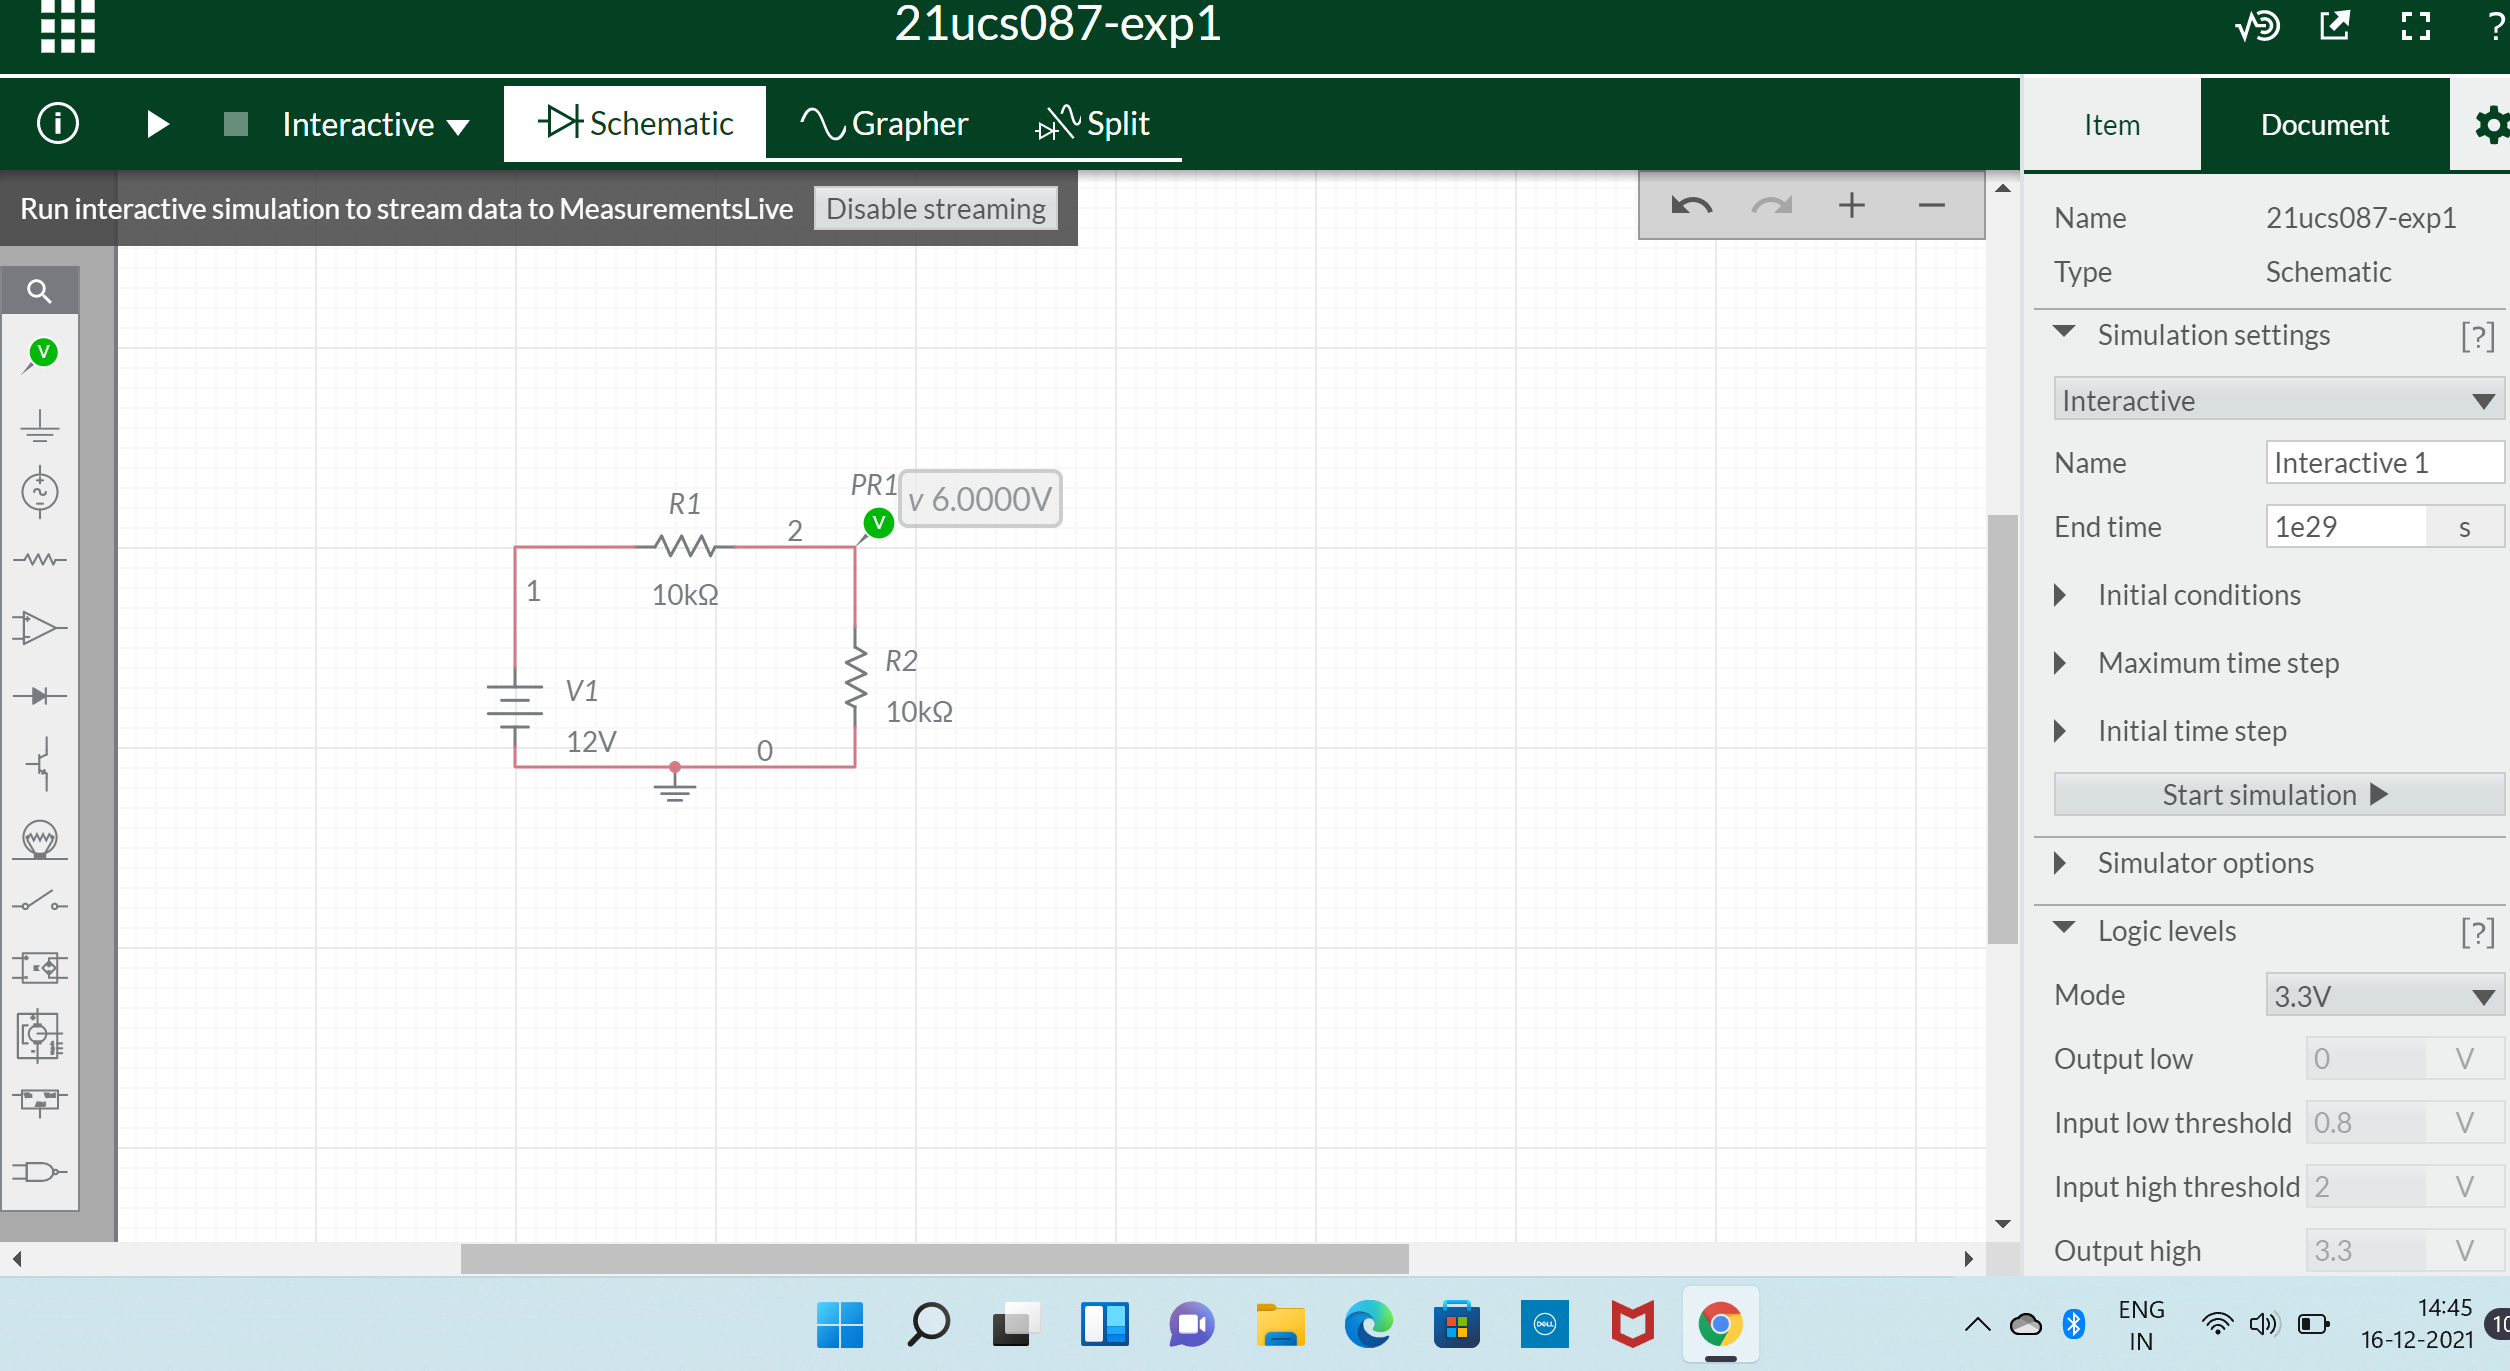 21ucs087-exp1
?
Interactive
Schematic
Grapher
Split
Item
Document
Run interactive simulation to stream data to MeasurementsLive
Disable streaming
Name 21ucs087-exp1
Type Schematic
Simulation settings [?]
Interactive
Name Interactive 1
End time 1e29 s
Initial conditions
Maximum time step
Initial time step
Start simulation
Simulator options
Logic levels [?]
Mode 3.3V
Output low 0 V
Input low threshold 0.8 V
Input high threshold 2 V
Output high 3.3 V
V
PR1
v 6.0000V
V
R1
2
1
10kΩ
R2
10kΩ
V1
12V
0
DELL
ENG
IN
14:45
16-12-2021
10